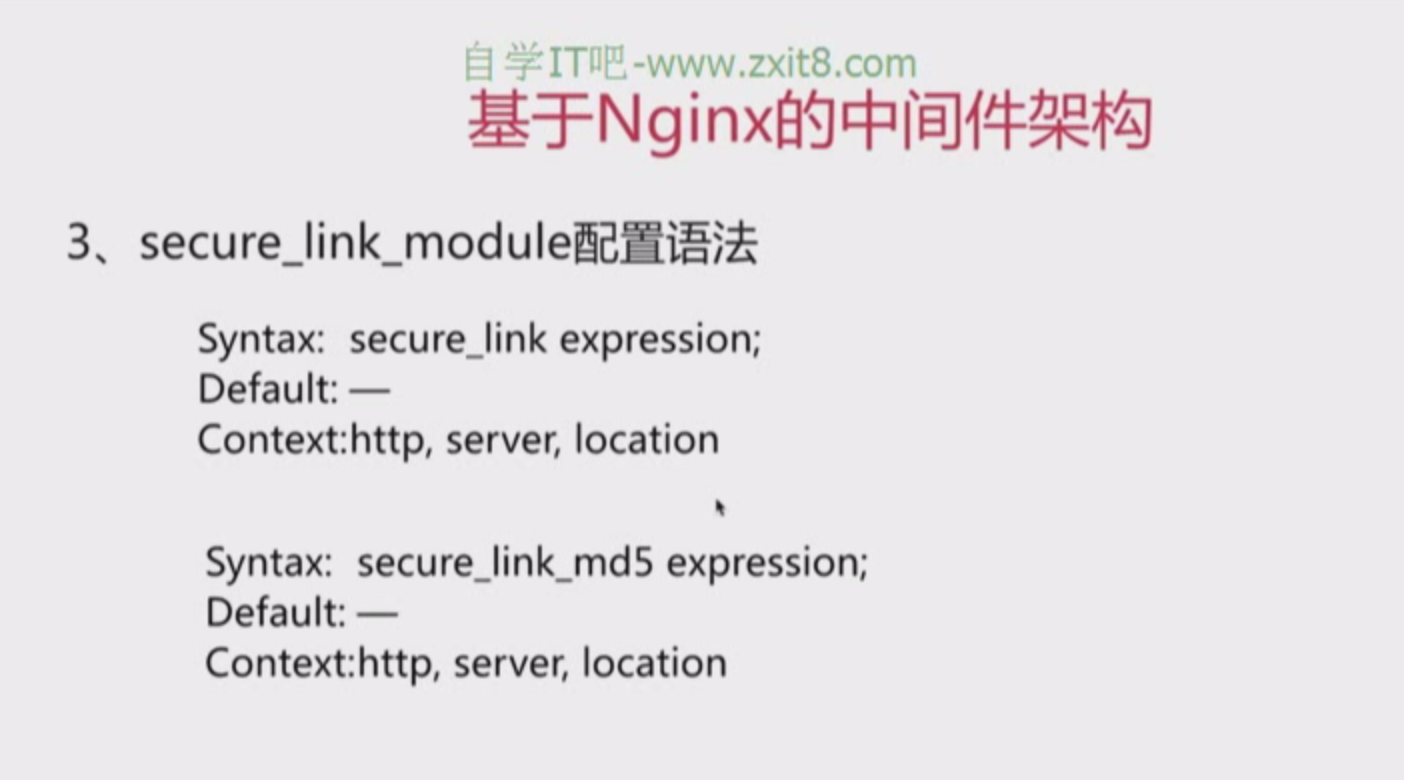 自学IT吧-www.zxit8.com
基于Nginx的中间件架构
3、secure_link_module配置语法
Syntax: secure_link expression;
Default: —
Context:http, server, location
Syntax: secure_link_md5 expression;
Default: —
Context:http, server, location